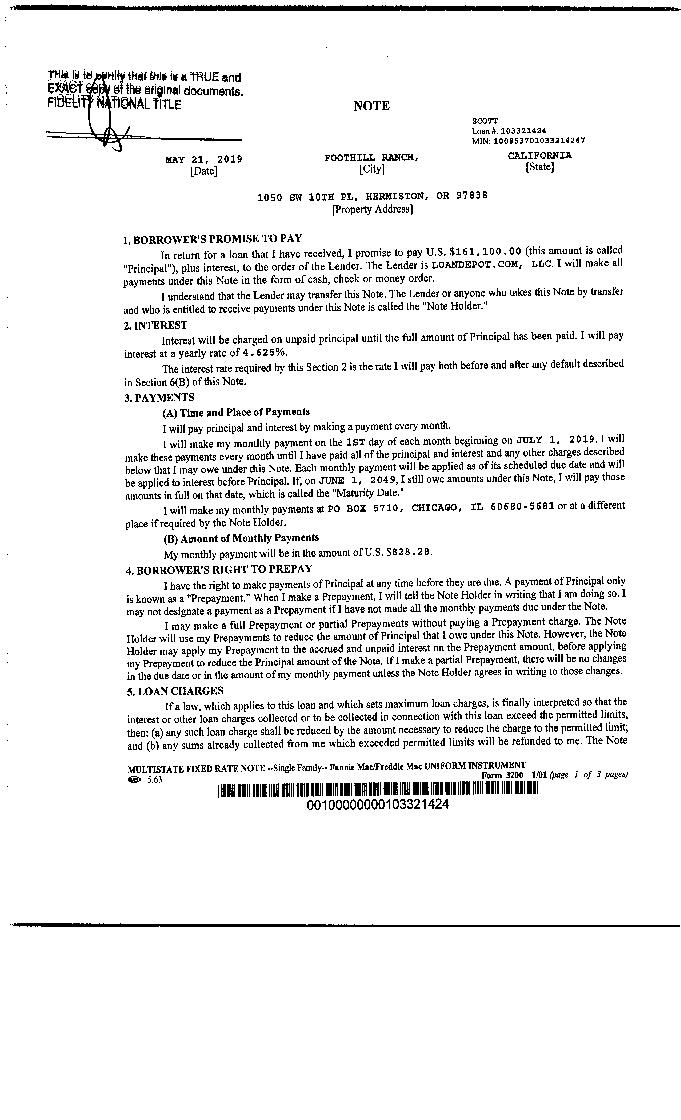 This is to certify that this is a TRUE and
EXACT copy of the original documents.
FIDELITY NATIONAL TITLE
NOTE
SCOTT
Loan #: 103321424
MIN: 100853701033214247
MAY 21, 2019 FOOTHILL RANCH, CALIFORNIA
[Date] [City] [State]
1050 SW 10TH PL, HERMISTON, OR 97838
[Property Address]
1. BORROWER'S PROMISE TO PAY
In return for a loan that I have received, I promise to pay U.S. $161,100.00 (this amount is called
"Principal"), plus interest, to the order of the Lender. The Lender is LOANDEPOT.COM, LLC. I will make all
payments under this Note in the form of cash, check or money order.
I understand that the Lender may transfer this Note. The Lender or anyone who takes this Note by transfer
and who is entitled to receive payments under this Note is called the "Note Holder."
2. INTEREST
Interest will be charged on unpaid principal until the full amount of Principal has been paid. I will pay
interest at a yearly rate of 4.625%.
The interest rate required by this Section 2 is the rate I will pay both before and after any default described
in Section 6(B) of this Note.
3. PAYMENTS
(A) Time and Place of Payments
I will pay principal and interest by making a payment every month.
I will make my monthly payment on the 1ST day of each month beginning on JULY 1, 2019. I will
make these payments every month until I have paid all of the principal and interest and any other charges described
below that I may owe under this Note. Each monthly payment will be applied as of its scheduled due date and will
be applied to interest before Principal. If, on JUNE 1, 2049, I still owe amounts under this Note, I will pay those
amounts in full on that date, which is called the "Maturity Date."
I will make my monthly payments at PO BOX 5710, CHICAGO, IL 60680-5681 or at a different
place if required by the Note Holder.
(B) Amount of Monthly Payments
My monthly payment will be in the amount of U.S. $828.28.
4. BORROWER'S RIGHT TO PREPAY
I have the right to make payments of Principal at any time before they are due. A payment of Principal only
is known as a "Prepayment." When I make a Prepayment, I will tell the Note Holder in writing that I am doing so. I
may not designate a payment as a Prepayment if I have not made all the monthly payments due under the Note.
I may make a full Prepayment or partial Prepayments without paying a Prepayment charge. The Note
Holder will use my Prepayments to reduce the amount of Principal that I owe under this Note. However, the Note
Holder may apply my Prepayment to the accrued and unpaid interest on the Prepayment amount, before applying
my Prepayment to reduce the Principal amount of the Note. If I make a partial Prepayment, there will be no changes
in the due date or in the amount of my monthly payment unless the Note Holder agrees in writing to those changes.
5. LOAN CHARGES
If a law, which applies to this loan and which sets maximum loan charges, is finally interpreted so that the
interest or other loan charges collected or to be collected in connection with this loan exceed the permitted limits,
then: (a) any such loan charge shall be reduced by the amount necessary to reduce the charge to the permitted limit;
and (b) any sums already collected from me which exceeded permitted limits will be refunded to me. The Note
MULTISTATE FIXED RATE NOTE --Single Family-- Fannie Mae/Freddie Mac UNIFORM INSTRUMENT
5.63 Form 3200 1/01 (page 1 of 3 pages)
00100000000103321424